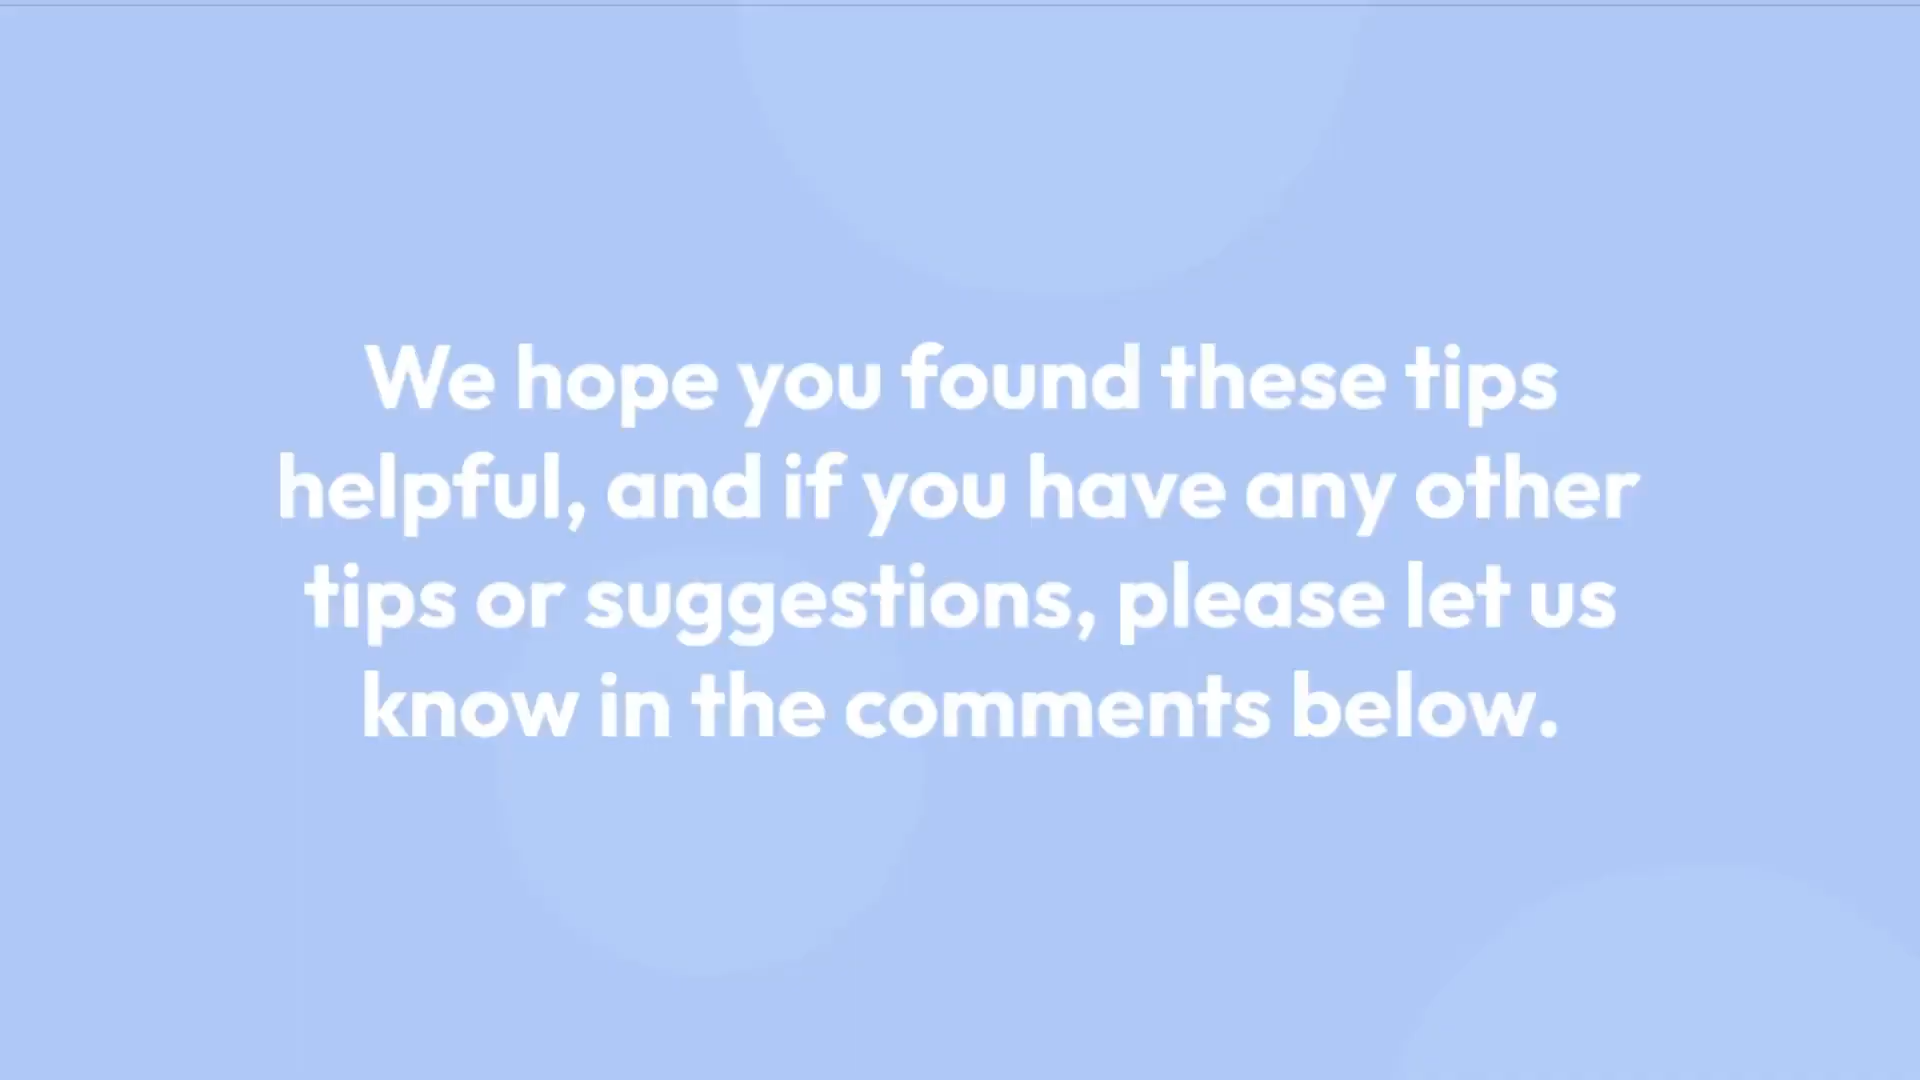 We hope you found these tips
helpful, and if you have any other
tips or suggestions, please let us
know in the comments below.